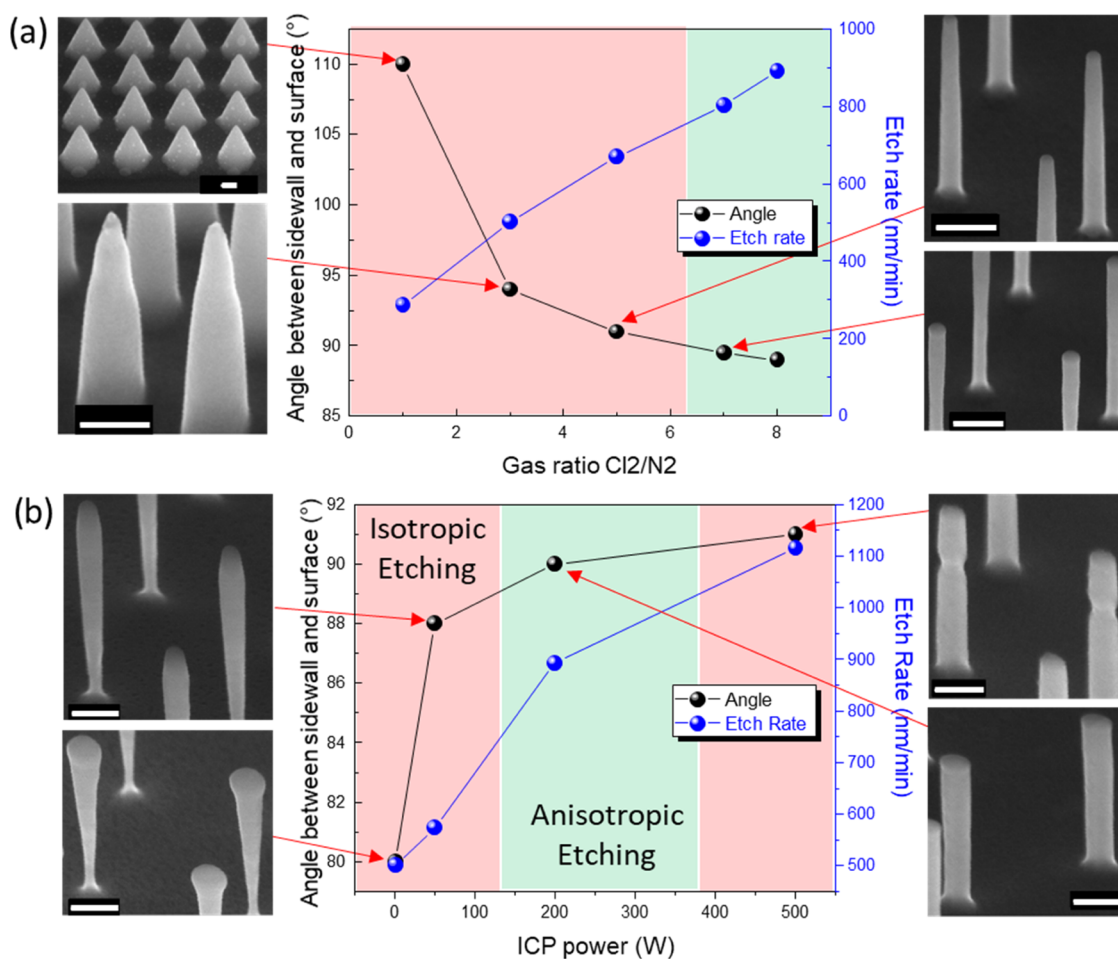 (a)
Angle between sidewall and surface (°)
110
105
100
95
90
85
0
2
4
6
8
Gas ratio Cl2/N2
Angle
Etch rate
1000
800
600
400
200
0
Etch rate (nm/min)
(b)
Angle between sidewall and surface (°)
92
90
88
86
84
82
80
Isotropic
Etching
Anisotropic
Etching
Angle
Etch Rate
0
100
200
300
400
500
ICP power (W)
1200
1100
1000
900
800
700
600
500
Etch Rate (nm/min)